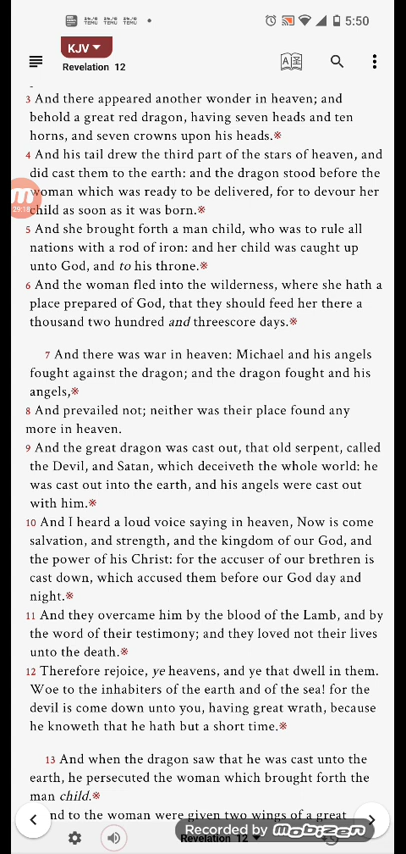 5:50
KJV
Revelation 12
3 And there appeared another wonder in heaven; and
behold a great red dragon, having seven heads and ten
horns, and seven crowns upon his heads.※
4 And his tail drew the third part of the stars of heaven, and
did cast them to the earth: and the dragon stood before the
woman which was ready to be delivered, for to devour her
child as soon as it was born.※
29:18
5 And she brought forth a man child, who was to rule all
nations with a rod of iron: and her child was caught up
unto God, and to his throne.※
6 And the woman fled into the wilderness, where she hath a
place prepared of God, that they should feed her there a
thousand two hundred and threescore days.※
7 And there was war in heaven: Michael and his angels
fought against the dragon; and the dragon fought and his
angels,※
8 And prevailed not; neither was their place found any
more in heaven.
9 And the great dragon was cast out, that old serpent, called
the Devil, and Satan, which deceiveth the whole world: he
was cast out into the earth, and his angels were cast out
with him.※
10 And I heard a loud voice saying in heaven, Now is come
salvation, and strength, and the kingdom of our God, and
the power of his Christ: for the accuser of our brethren is
cast down, which accused them before our God day and
night.※
11 And they overcame him by the blood of the Lamb, and by
the word of their testimony; and they loved not their lives
unto the death.※
12 Therefore rejoice, ye heavens, and ye that dwell in them.
Woe to the inhabiters of the earth and of the sea! for the
devil is come down unto you, having great wrath, because
he knoweth that he hath but a short time.※
13 And when the dragon saw that he was cast unto the
earth, he persecuted the woman which brought forth the
man child.※
nd to the woman were given two wings of a great
Revelation 12
Recorded by mobizen